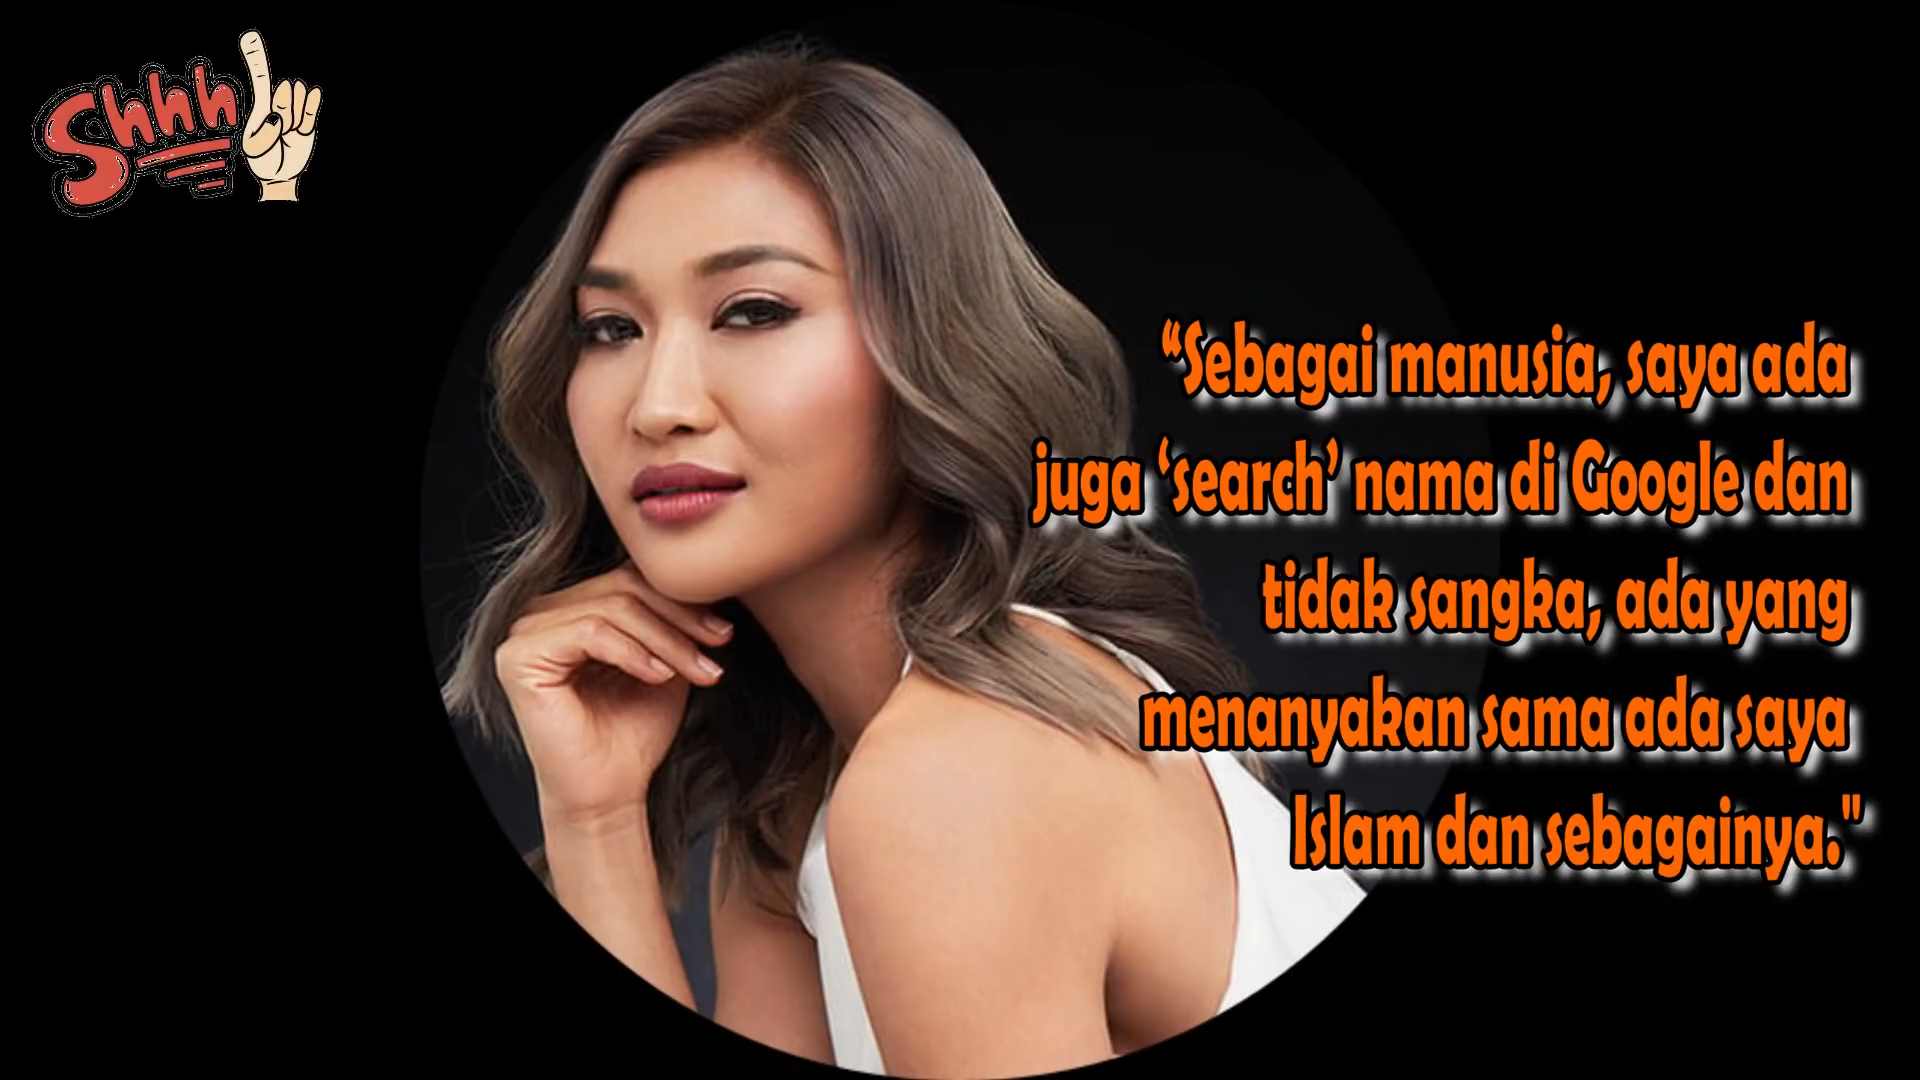 Shhh
“Sebagai manusia, saya ada
juga ‘search’ nama di Google dan
tidak sangka, ada yang
menanyakan sama ada saya
Islam dan sebagainya."